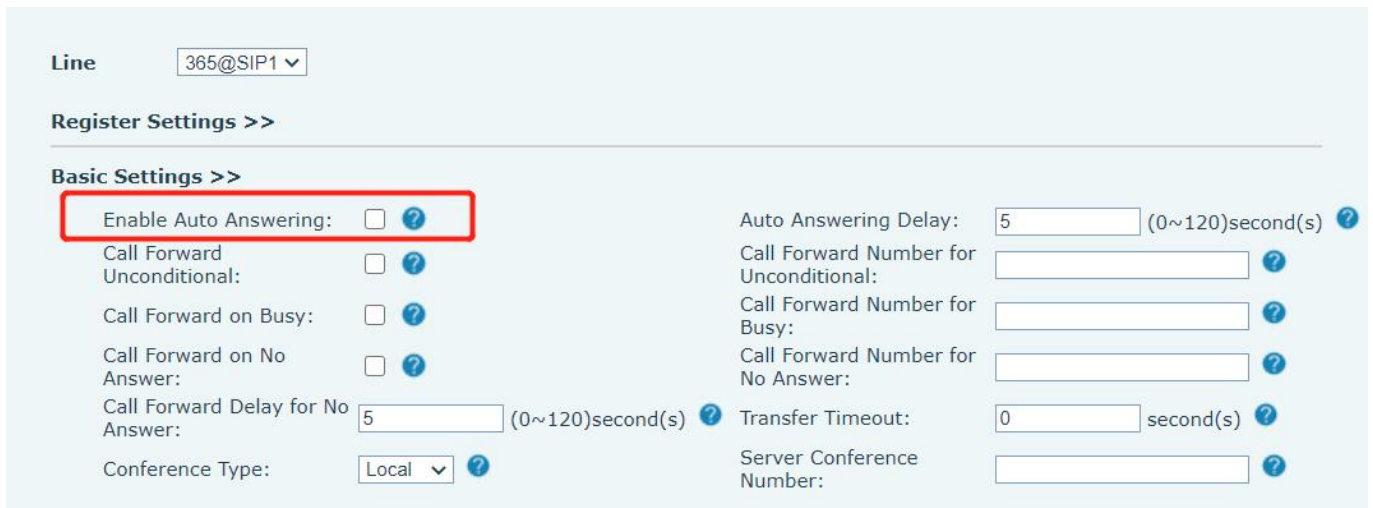 Line 365@SIP1
Register Settings >>
Basic Settings >>
Enable Auto Answering: ? Auto Answering Delay: 5 (0~120)second(s) ?
Call Forward Unconditional: ? Call Forward Number for Unconditional: ?
Call Forward on Busy: ? Call Forward Number for Busy: ?
Call Forward on No Answer: ? Call Forward Number for No Answer: ?
Call Forward Delay for No Answer: 5 (0~120)second(s) ? Transfer Timeout: 0 second(s) ?
Conference Type: Local ? Server Conference Number: ?